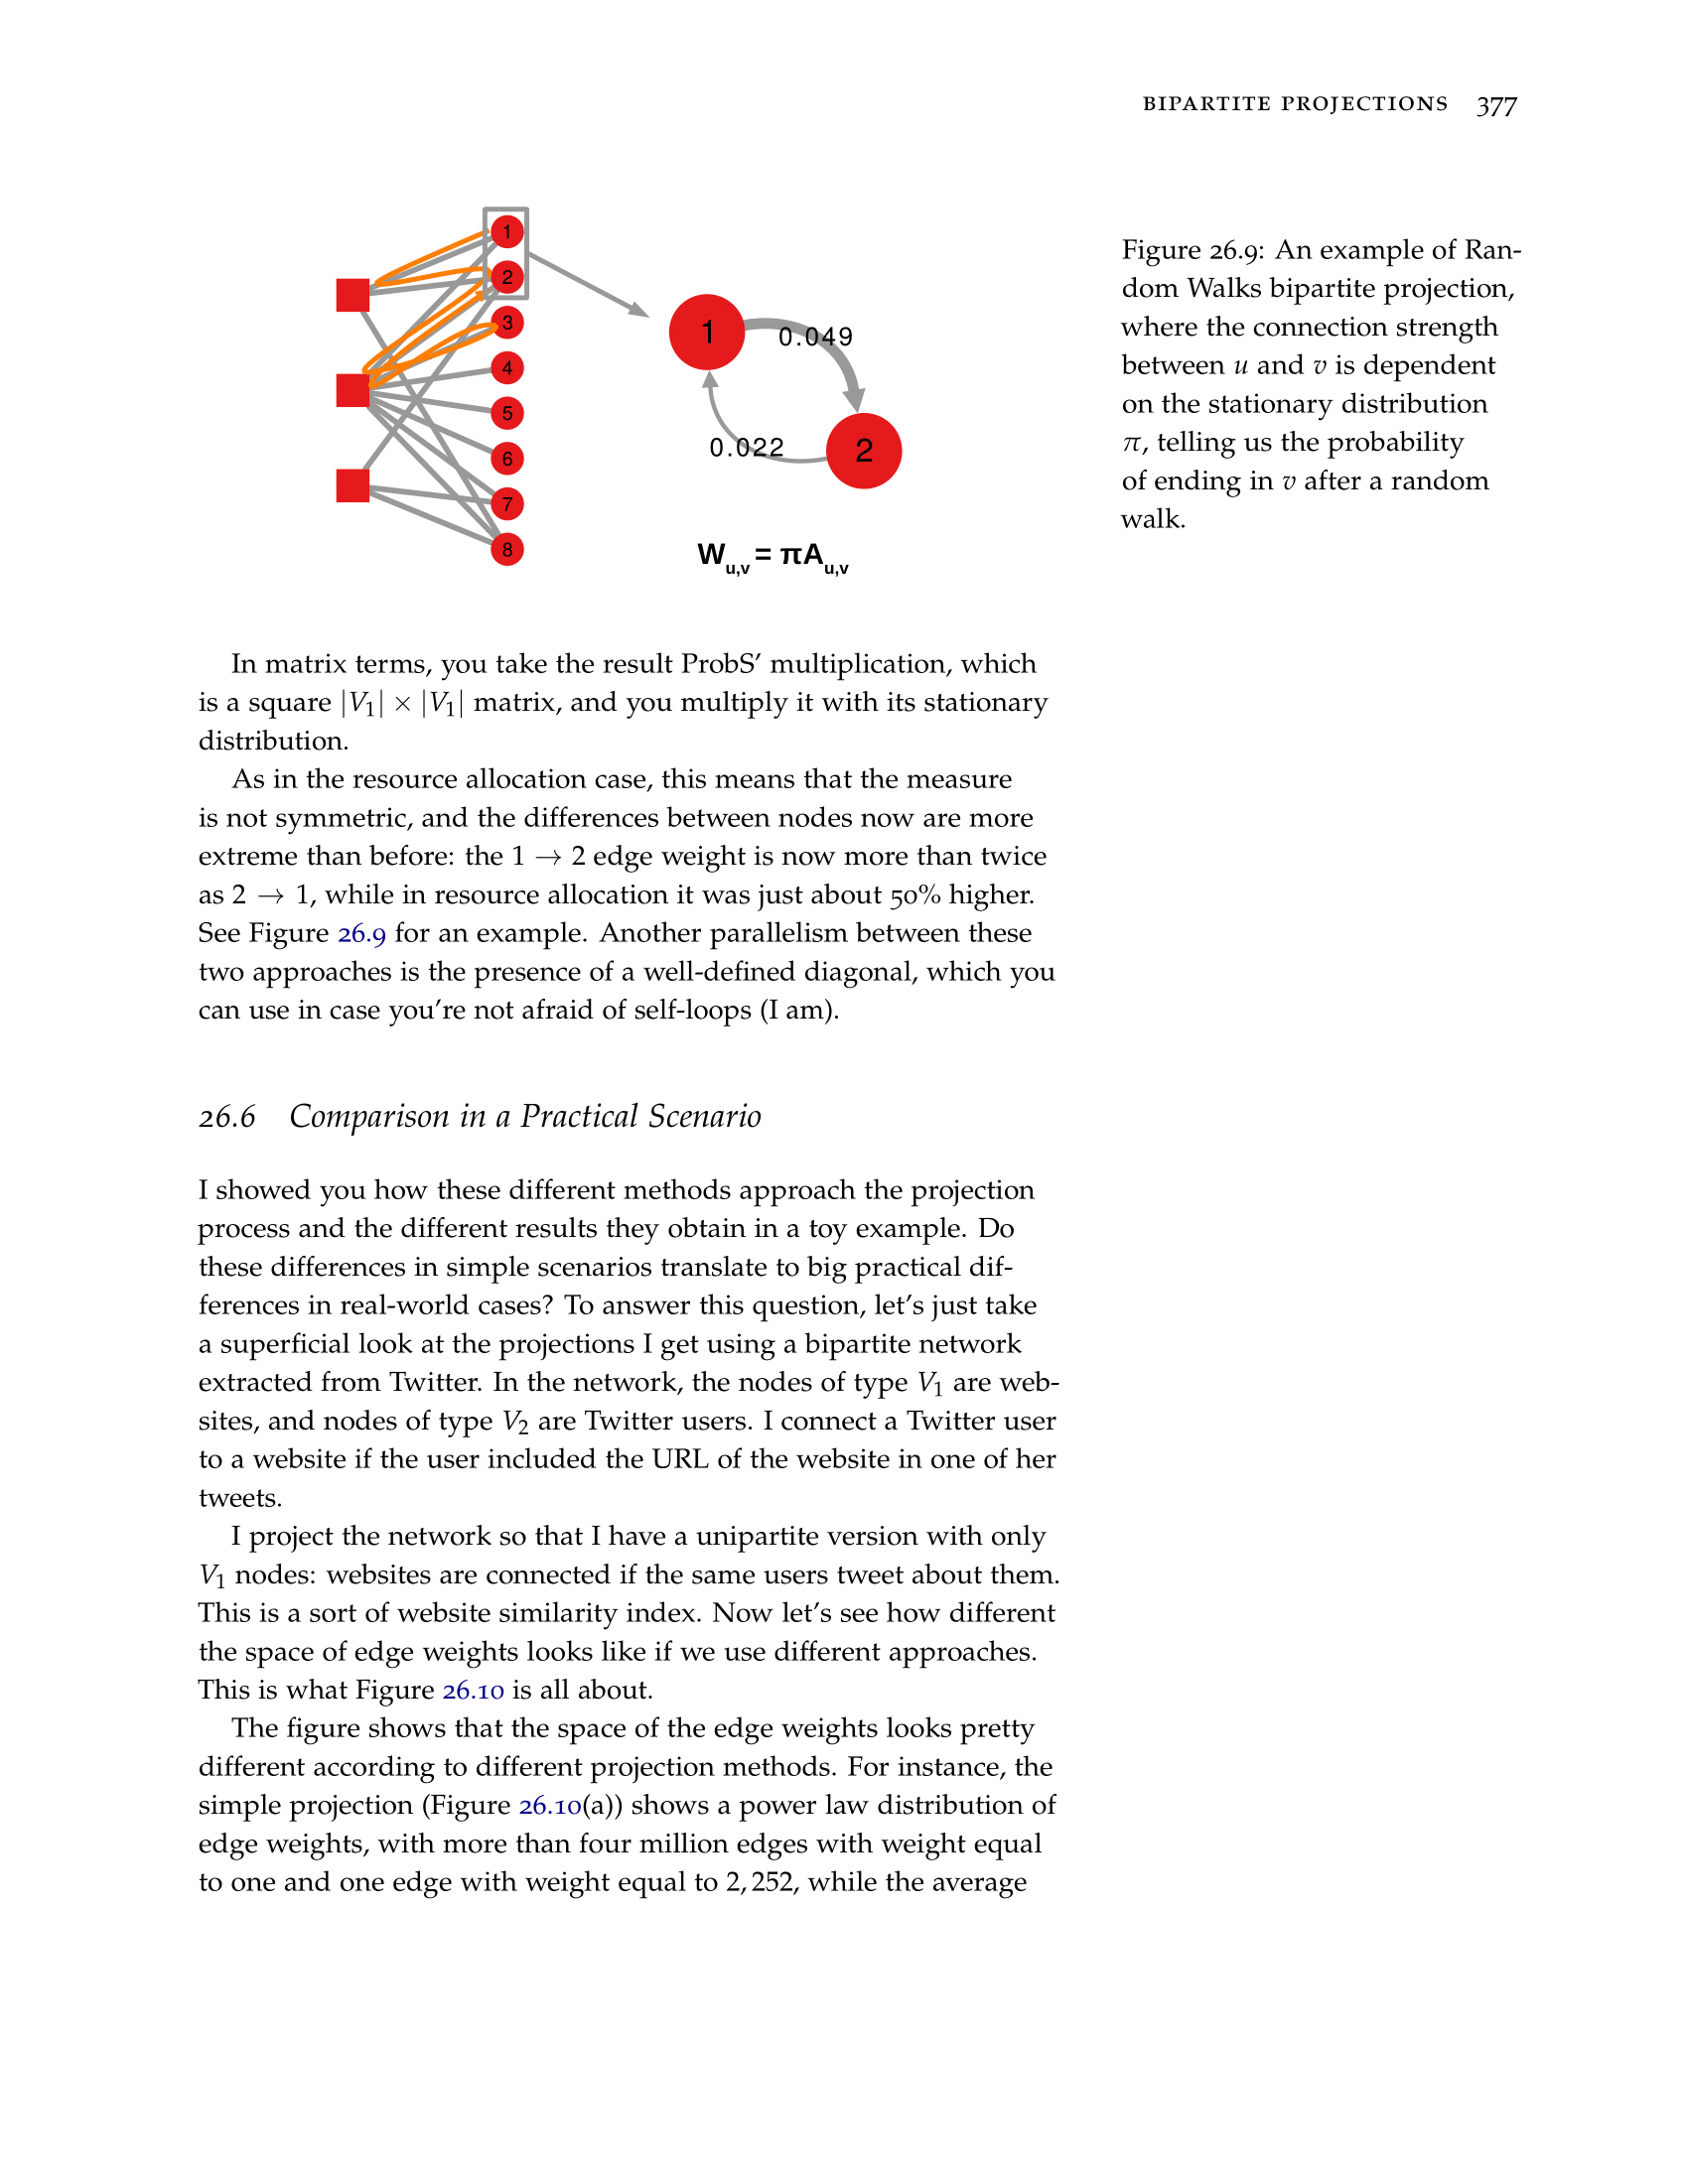 BIPARTITE PROJECTIONS 377
1
2
3
4
5
6
7
8
1
0.049
0.022
2
Wu,v = πAu,v
Figure 26.9: An example of Ran-
dom Walks bipartite projection,
where the connection strength
between u and v is dependent
on the stationary distribution
π, telling us the probability
of ending in v after a random
walk.
In matrix terms, you take the result ProbS’ multiplication, which
is a square |V1| × |V1| matrix, and you multiply it with its stationary
distribution.
As in the resource allocation case, this means that the measure
is not symmetric, and the differences between nodes now are more
extreme than before: the 1 → 2 edge weight is now more than twice
as 2 → 1, while in resource allocation it was just about 50% higher.
See Figure 26.9 for an example. Another parallelism between these
two approaches is the presence of a well-defined diagonal, which you
can use in case you’re not afraid of self-loops (I am).
26.6 Comparison in a Practical Scenario
I showed you how these different methods approach the projection
process and the different results they obtain in a toy example. Do
these differences in simple scenarios translate to big practical dif-
ferences in real-world cases? To answer this question, let’s just take
a superficial look at the projections I get using a bipartite network
extracted from Twitter. In the network, the nodes of type V1 are web-
sites, and nodes of type V2 are Twitter users. I connect a Twitter user
to a website if the user included the URL of the website in one of her
tweets.
I project the network so that I have a unipartite version with only
V1 nodes: websites are connected if the same users tweet about them.
This is a sort of website similarity index. Now let’s see how different
the space of edge weights looks like if we use different approaches.
This is what Figure 26.10 is all about.
The figure shows that the space of the edge weights looks pretty
different according to different projection methods. For instance, the
simple projection (Figure 26.10(a)) shows a power law distribution of
edge weights, with more than four million edges with weight equal
to one and one edge with weight equal to 2, 252, while the average